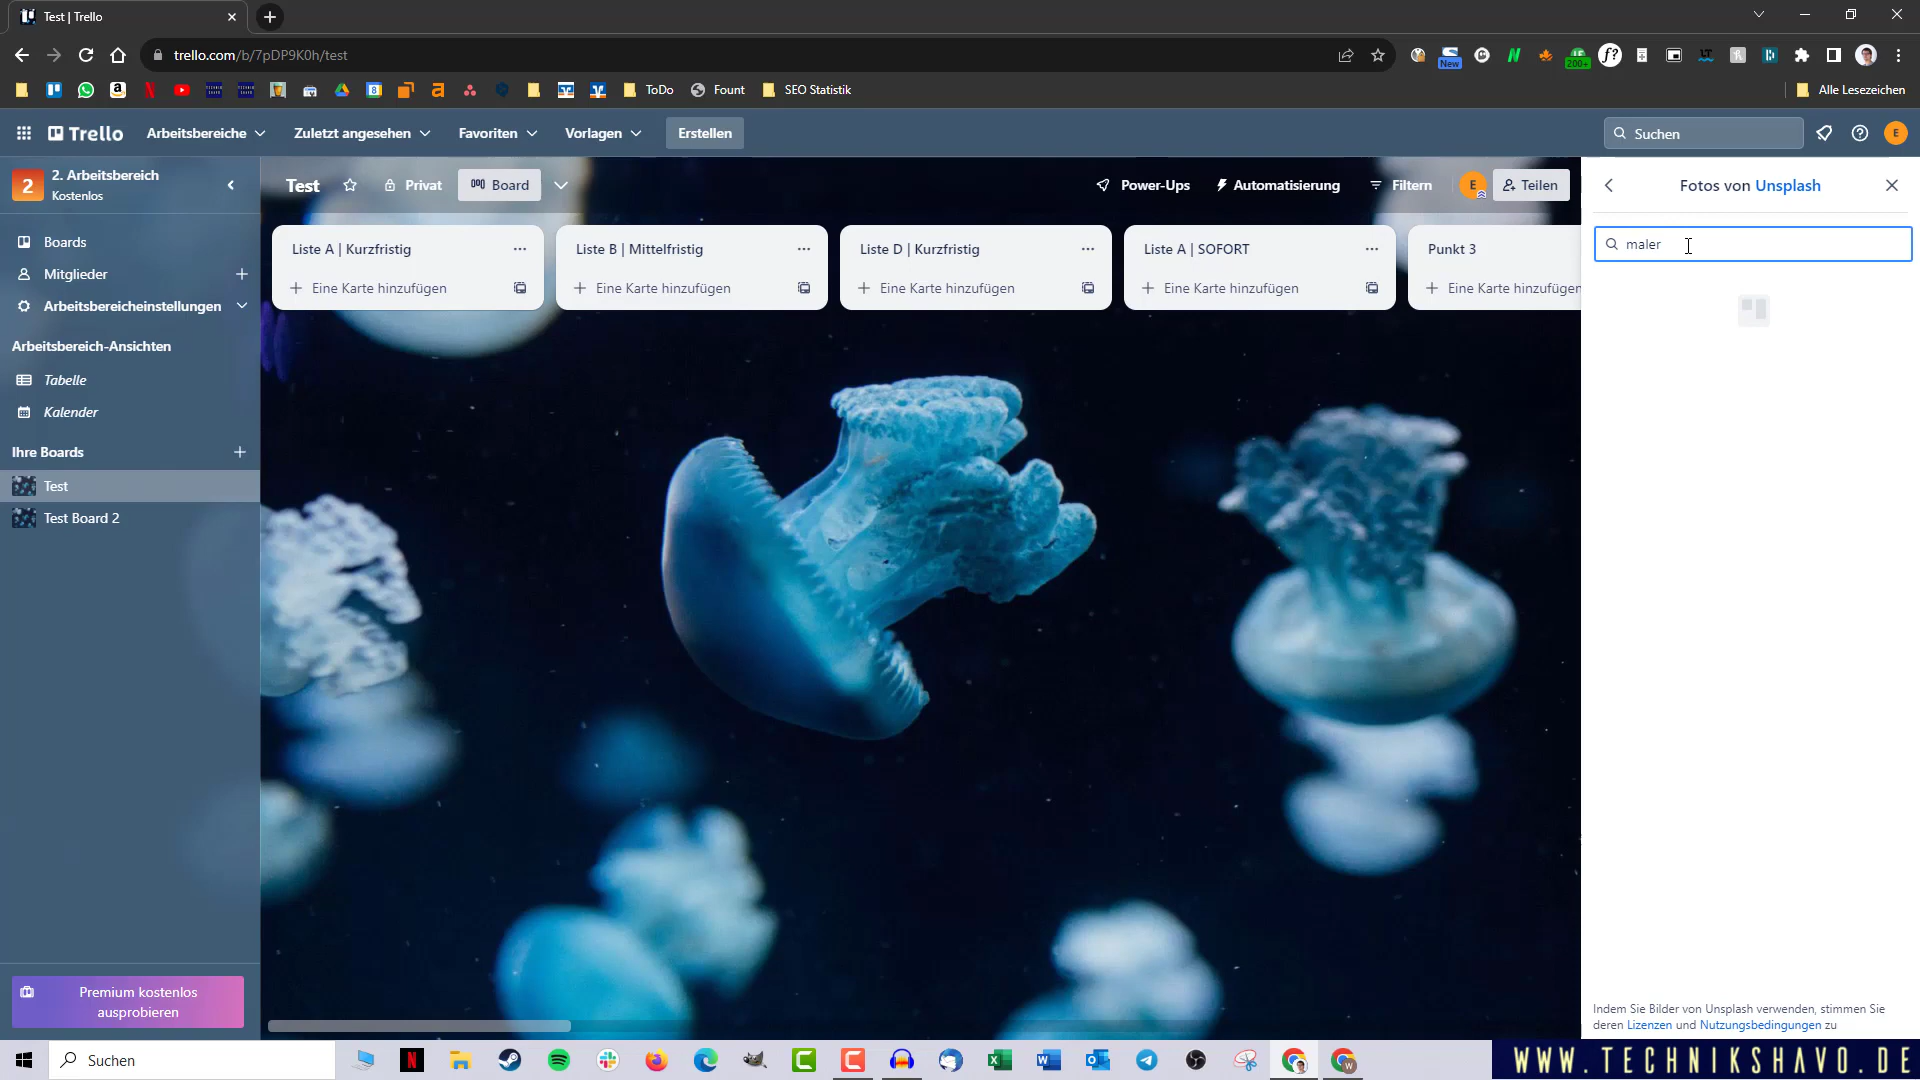 Test | Trello
trello.com/b/7pDP9K0h/test
New
200+
ToDo
Fount
SEO Statistik
Alle Lesezeichen
Trello
Arbeitsbereiche
Zuletzt angesehen
Favoriten
Vorlagen
Erstellen
Suchen
E
2
2. Arbeitsbereich
Kostenlos
Test
Privat
Board
Power-Ups
Automatisierung
Filtern
E
Teilen
Fotos von Unsplash
maler
Boards
Mitglieder
Arbeitsbereicheinstellungen
Arbeitsbereich-Ansichten
Tabelle
Kalender
Ihre Boards
Test
Test Board 2
Liste A | Kurzfristig
Eine Karte hinzufügen
Liste B | Mittelfristig
Eine Karte hinzufügen
Liste D | Kurzfristig
Eine Karte hinzufügen
Liste A | SOFORT
Eine Karte hinzufügen
Punkt 3
Eine Karte hinzufügen
Premium kostenlos
ausprobieren
Indem Sie Bilder von Unsplash verwenden, stimmen Sie
deren Lizenzen und Nutzungsbedingungen zu
Suchen
WWW.TECHNIKSHAVO.DE